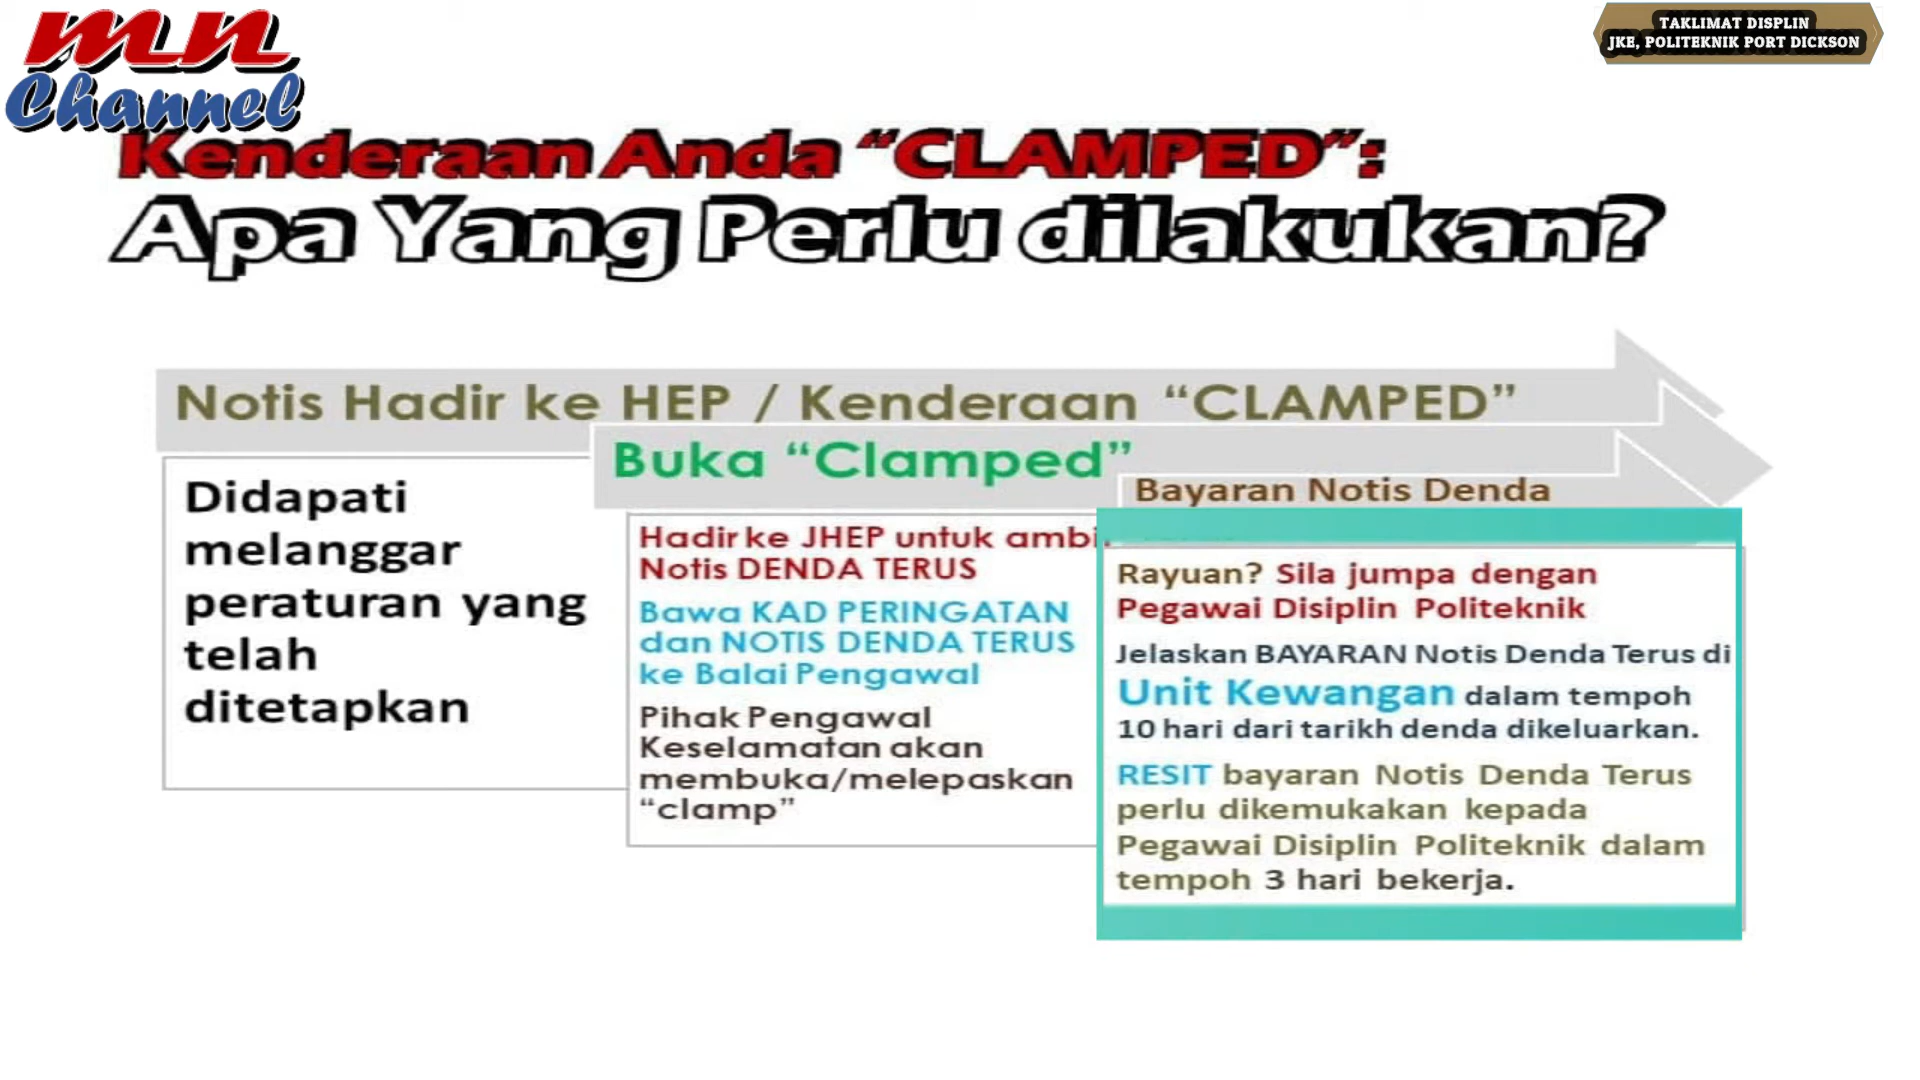 mn
Channel
TAKLIMAT DISPLIN
JKE, POLITEKNIK PORT DICKSON
Kenderaan Anda “CLAMPED”:
Apa Yang Perlu dilakukan?
Notis Hadir ke HEP / Kenderaan “CLAMPED”
Didapati
melanggar
peraturan yang
telah
ditetapkan
Buka “Clamped”
Hadir ke JHEP untuk ambi
Notis DENDA TERUS
Bawa KAD PERINGATAN
dan NOTIS DENDA TERUS
ke Balai Pengawal
Pihak Pengawal
Keselamatan akan
membuka/melepaskan
“clamp”
Bayaran Notis Denda
Rayuan? Sila jumpa dengan
Pegawai Disiplin Politeknik
Jelaskan BAYARAN Notis Denda Terus di
Unit Kewangan dalam tempoh
10 hari dari tarikh denda dikeluarkan.
RESIT bayaran Notis Denda Terus
perlu dikemukakan kepada
Pegawai Disiplin Politeknik dalam
tempoh 3 hari bekerja.